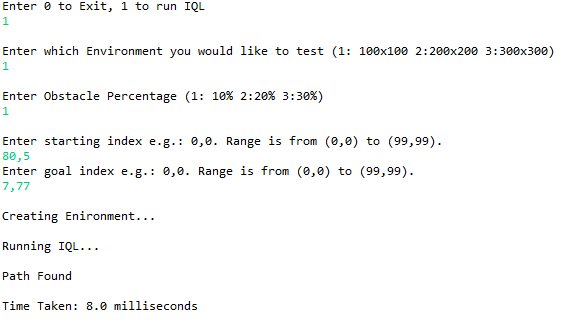 Enter 0 to Exit, 1 to run IQL
1
Enter which Environment you would like to test (1: 100x100 2:200x200 3:300x300)
1
Enter Obstacle Percentage (1: 10% 2:20% 3:30%)
1
Enter starting index e.g.: 0,0. Range is from (0,0) to (99,99).
80,5
Enter goal index e.g.: 0,0. Range is from (0,0) to (99,99).
7,77
Creating Enironment...
Running IQL...
Path Found
Time Taken: 8.0 milliseconds